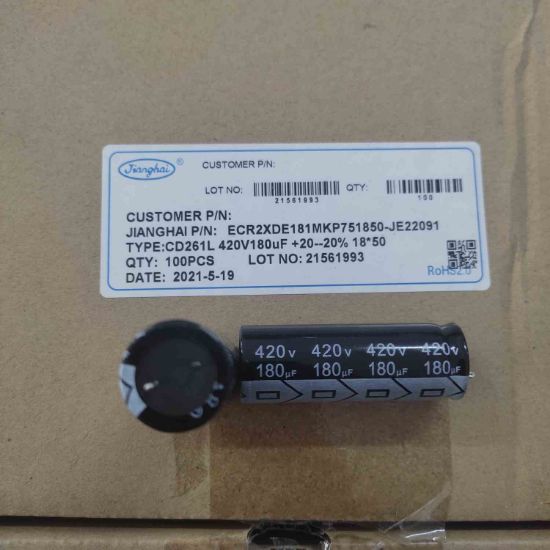 Jianghai ®
CUSTOMER P/N:
LOT NO: 21561993 QTY: 100
CUSTOMER P/N:
JIANGHAI P/N: ECR2XDE181MKP751850-JE22091
TYPE:CD261L 420V180uF +20--20% 18*50
QTY: 100PCS LOT NO: 21561993
DATE: 2021-5-19
RoHS2.0
420v 420v 420v 420v
180μF 180μF 180μF 180μF
180